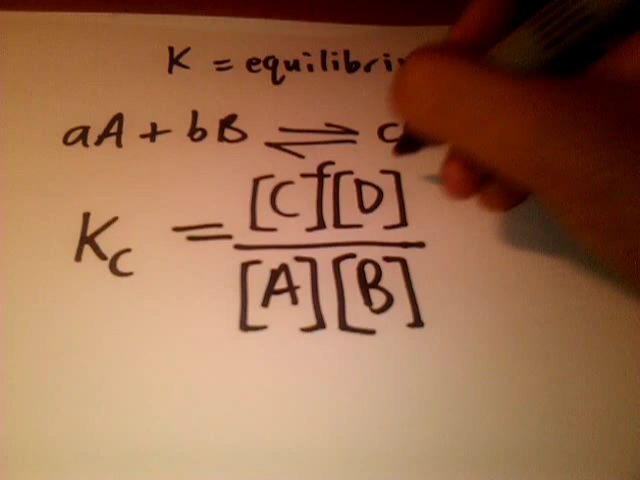 K = equilibri
aA + bB ⇌ c
Kc = [C][D]
[A][B]